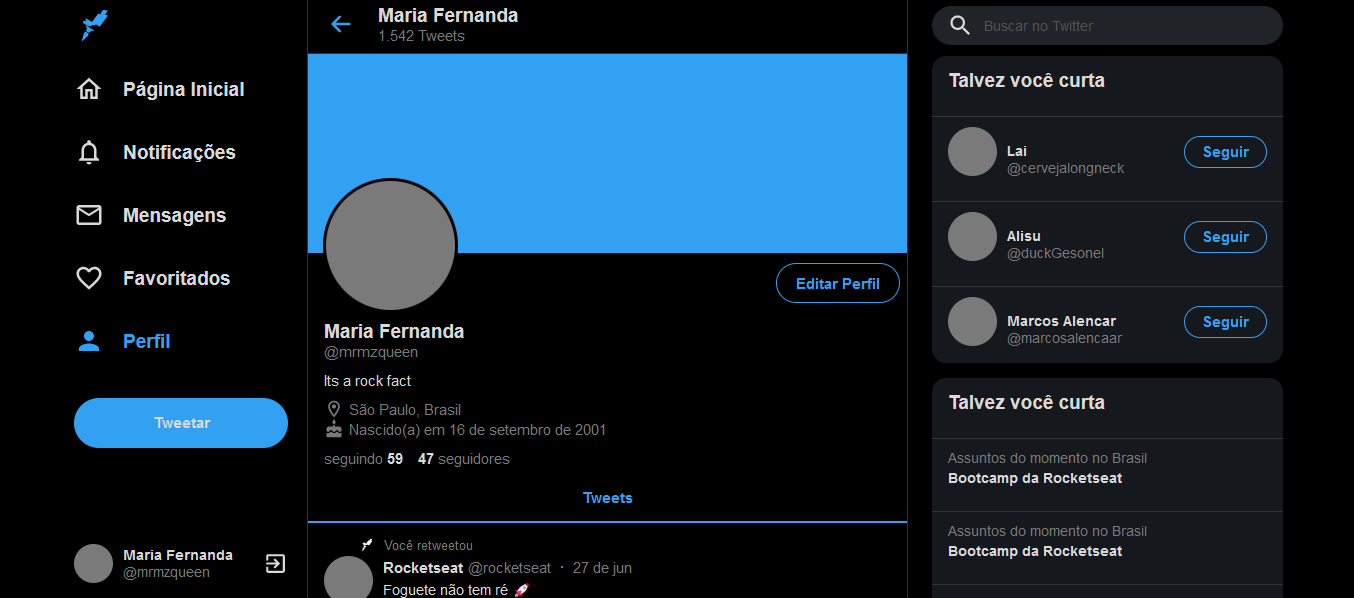 Página Inicial
Notificações
Mensagens
Favoritados
Perfil
Tweetar
Maria Fernanda
@mrmzqueen
Maria Fernanda
1.542 Tweets
Editar Perfil
Maria Fernanda
@mrmzqueen
Its a rock fact
São Paulo, Brasil
Nascido(a) em 16 de setembro de 2001
seguindo 59 47 seguidores
Tweets
Você retweetou
Rocketseat @rocketseat · 27 de jun
Foguete não tem ré 🚀
Buscar no Twitter
Talvez você curta
Lai
@cervejalongneck
Seguir
Alisu
@duckGesonel
Seguir
Marcos Alencar
@marcosalencaar
Seguir
Talvez você curta
Assuntos do momento no Brasil
Bootcamp da Rocketseat
Assuntos do momento no Brasil
Bootcamp da Rocketseat